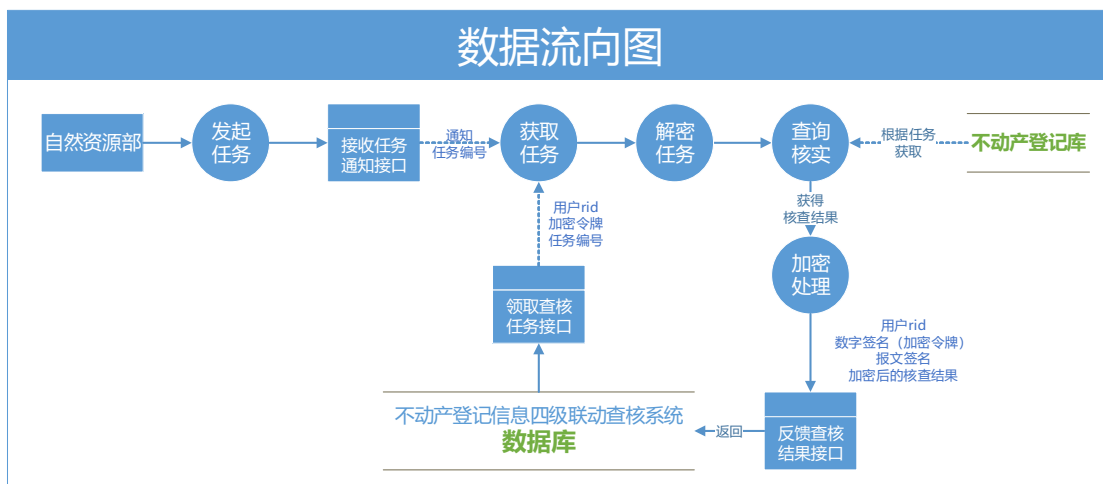 数据流向图
自然资源部
发起
任务
接收任务
通知接口
通知
任务编号
获取
任务
解密
任务
查询
核实
根据任务
获取
不动产登记库
用户rid
加密令牌
任务编号
获得
核查结果
加密
处理
领取查核
任务接口
用户rid
数字签名（加密令牌）
报文签名
加密后的核查结果
不动产登记信息四级联动查核系统
数据库
返回
反馈查核
结果接口